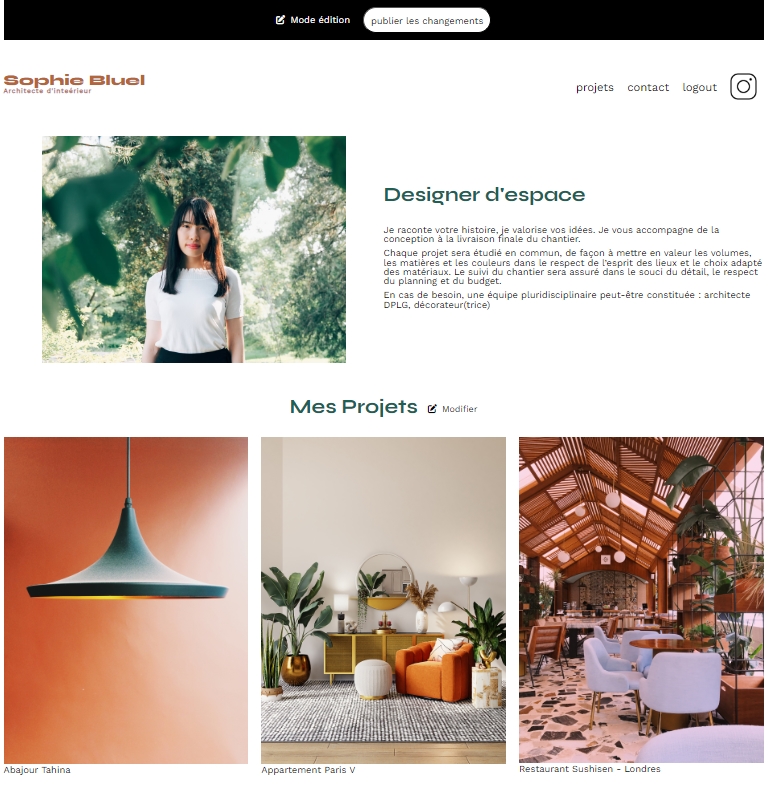 Mode édition
publier les changements
Sophie Bluel
Architecte d'inteérieur
projets
contact
logout
Designer d'espace
Je raconte votre histoire, je valorise vos idées. Je vous accompagne de la
conception à la livraison finale du chantier.
Chaque projet sera étudié en commun, de façon à mettre en valeur les volumes,
les matières et les couleurs dans le respect de l'esprit des lieux et le choix adapté
des matériaux. Le suivi du chantier sera assuré dans le souci du détail, le respect
du planning et du budget.
En cas de besoin, une équipe pluridisciplinaire peut-être constituée : architecte
DPLG, décorateur(trice)
Mes Projets
Modifier
Abajour Tahina
Appartement Paris V
Restaurant Sushisen - Londres